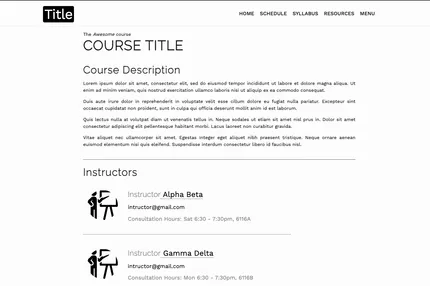 Title
HOME SCHEDULE SYLLABUS RESOURCES MENU
The Awesome course
COURSE TITLE
Course Description
Lorem ipsum dolor sit amet, consectetur elit, sed do eiusmod tempor incididunt ut labore et dolore magna aliqua. Ut
enim ad minim veniam, quis nostrud exercitation ullamco laboris nisi ut aliquip ex ea commodo consequat.
Duis aute irure dolor in reprehenderit in voluptate velit esse cillum dolore eu fugiat nulla pariatur. Excepteur sint
occaecat cupidatat non proident, sunt in culpa qui officia deserunt mollit anim id est laborum.
Quis lectus nulla at volutpat diam ut venenatis tellus in. Neque sodales ut etiam sit amet nisl prus in. Dolor sit amet
consectetur adipiscing elit pellentesque habitant morbi. Lacus laoreet non curabitur gravida.
Vitae aliquet nec ullamcorper sit amet. Egestas integer eget aliquet nibh praesent tristique. Neque ornare aenean
euismod elementum nisi quis eleifend. Suspendisse interdum consectetur libero id faucibus nisl.
Instructors
Instructor Alpha Beta
intructor@gmail.com
Consultation Hours: Sat 6:30 - 7:30pm, 6116A
Instructor Gamma Delta
intructor@gmail.com
Consultation Hours: Mon 6:30 - 7:30pm, 6116B